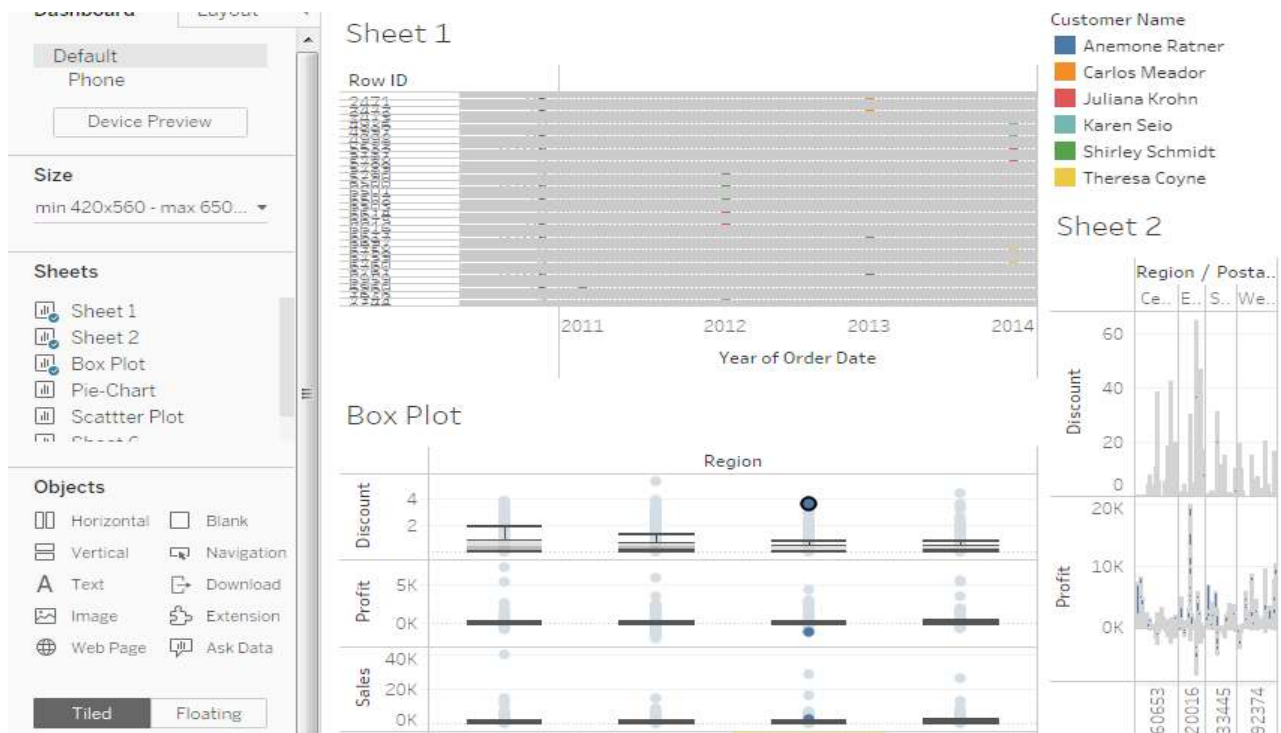 Dashboard
Layout
Default
Phone
Device Preview
Size
min 420x560 - max 650...
Sheets
Sheet 1
Sheet 2
Box Plot
Pie-Chart
Scattter Plot
Objects
Horizontal
Blank
Vertical
Navigation
Text
Download
Image
Extension
Web Page
Ask Data
Tiled
Floating
Sheet 1
Row ID
2011
2012
2013
2014
Year of Order Date
Box Plot
Region
Discount
4
2
Profit
5K
0K
Sales
40K
20K
0K
Customer Name
Anemone Ratner
Carlos Meador
Juliana Krohn
Karen Seio
Shirley Schmidt
Theresa Coyne
Sheet 2
Region / Posta..
Ce..
E..
S..
We..
Discount
60
40
20
0
Profit
20K
10K
0K
60653
20016
33445
92374